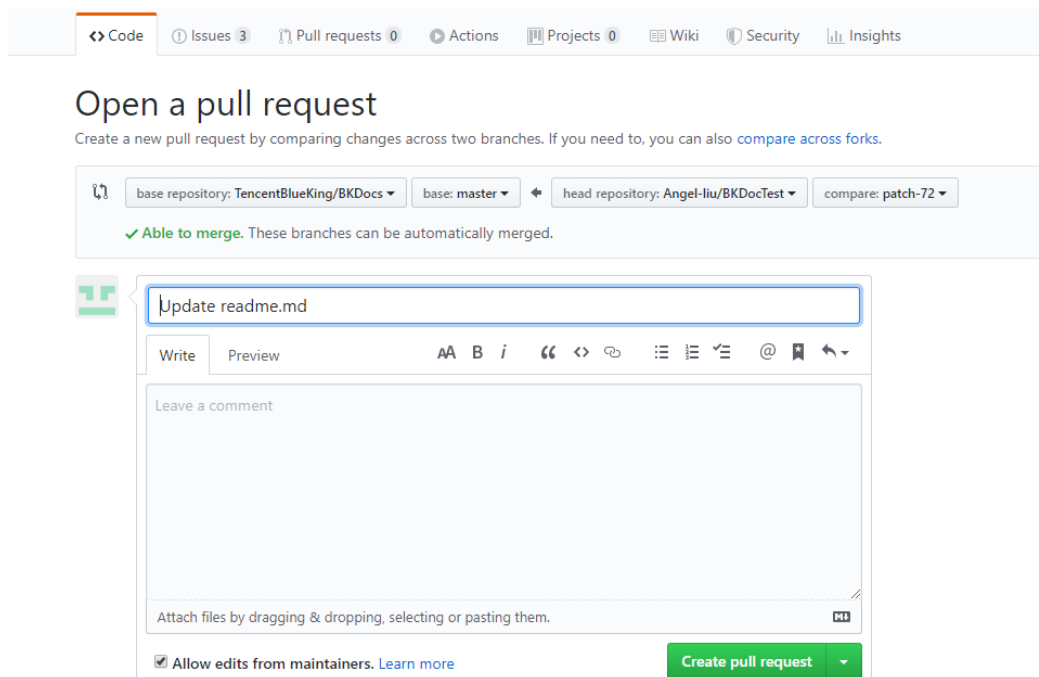 Code Issues 3 Pull requests 0 Actions Projects 0 Wiki Security Insights
Open a pull request
Create a new pull request by comparing changes across two branches. If you need to, you can also compare across forks.
base repository: TencentBlueKing/BKDocs base: master head repository: Angel-liu/BKDocTest compare: patch-72
Able to merge. These branches can be automatically merged.
Update readme.md
Write Preview AA B i
Leave a comment
Attach files by dragging & dropping, selecting or pasting them.
Allow edits from maintainers. Learn more Create pull request